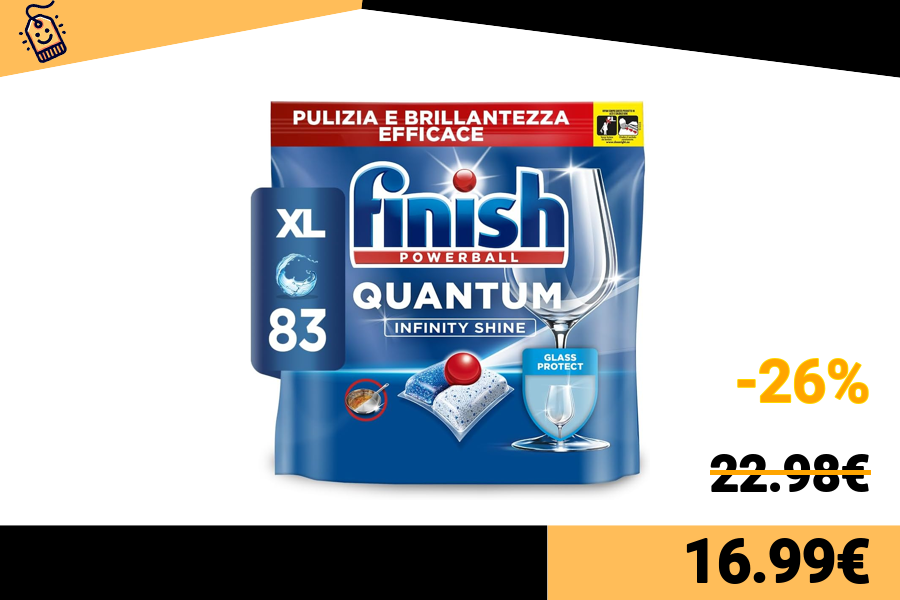 PULIZIA E BRILLANTEZZA
EFFICACE
XL
83
finish
POWERBALL
QUANTUM
INFINITY SHINE
GLASS
PROTECT
-26%
22.98€
16.99€